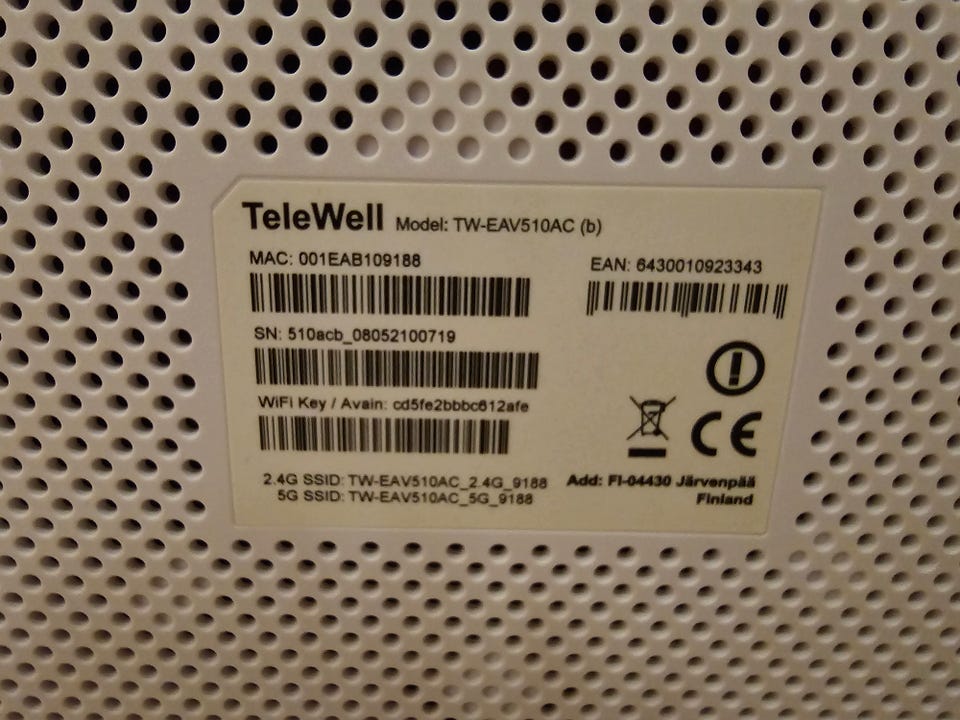 TeleWell Model: TW-EAV510AC (b)
MAC: 001EAB109188
EAN: 6430010923343
SN: 510acb_08052100719
WiFi Key / Avain: cd5fe2bbbc612afe
CE
2.4G SSID: TW-EAV510AC_2.4G_9188
5G SSID: TW-EAV510AC_5G_9188
Add: FI-04430 Järvenpää
Finland